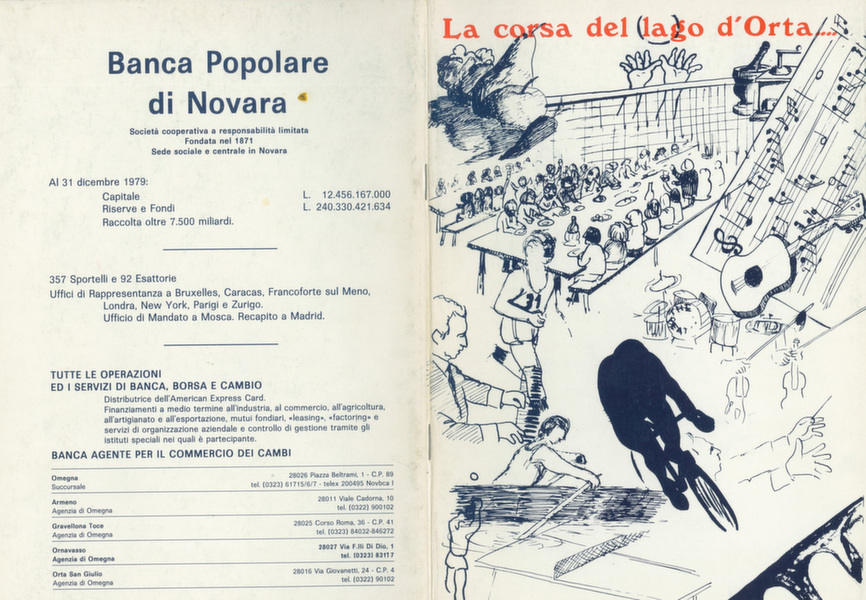 Banca Popolare
di Novara
Società cooperativa a responsabilità limitata
Fondata nel 1871
Sede sociale e centrale in Novara
Al 31 dicembre 1979:
Capitale L. 12.456.167.000
Riserve e Fondi L. 240.330.421.634
Raccolta oltre 7.500 miliardi.
357 Sportelli e 92 Esattorie
Uffici di Rappresentanza a Bruxelles, Caracas, Francoforte sul Meno,
Londra, New York, Parigi e Zurigo.
Ufficio di Mandato a Mosca. Recapito a Madrid.
TUTTE LE OPERAZIONI
ED I SERVIZI DI BANCA, BORSA E CAMBIO
Distributrice dell'American Express Card.
Finanziamenti a medio termine all'industria, al commercio, all'agricoltura,
all'artigianato e all'esportazione, mutui fondiari, «leasing», «factoring» e
servizi di organizzazione aziendale e controllo di gestione tramite gli
istituti speciali nei quali è partecipante.
BANCA AGENTE PER IL COMMERCIO DEI CAMBI
Omegna 28026 Piazza Beltrami, 1 - C.P. 89
Succursale tel. (0323) 61715/6/7 - telex 200495 Novbca I
Armeno 28011 Viale Cadorna, 10
Agenzia di Omegna tel. (0322) 900102
Gravellona Toce 28025 Corso Roma, 36 - C.P. 41
Agenzia di Omegna tel. (0323) 84032-846272
Ornavasso 28027 Via F.lli Di Dio, 1
Agenzia di Omegna tel. (0323) 83117
Orta San Giulio 28016 Via Giovanetti, 24 - C.P. 4
Agenzia di Omegna tel. (0322) 90102
La corsa del (la)go d'Orta....
31